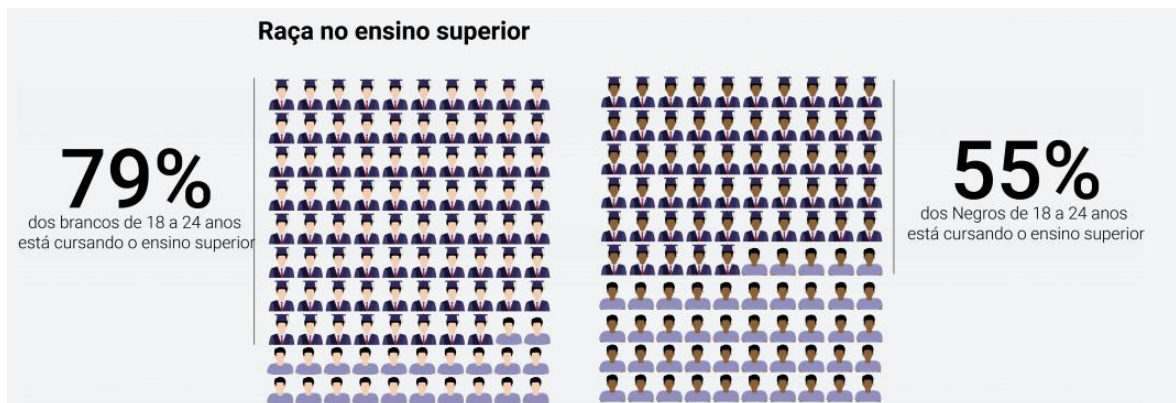 Raça no ensino superior
79%
dos brancos de 18 a 24 anos
está cursando o ensino superior
55%
dos Negros de 18 a 24 anos
está cursando o ensino superior